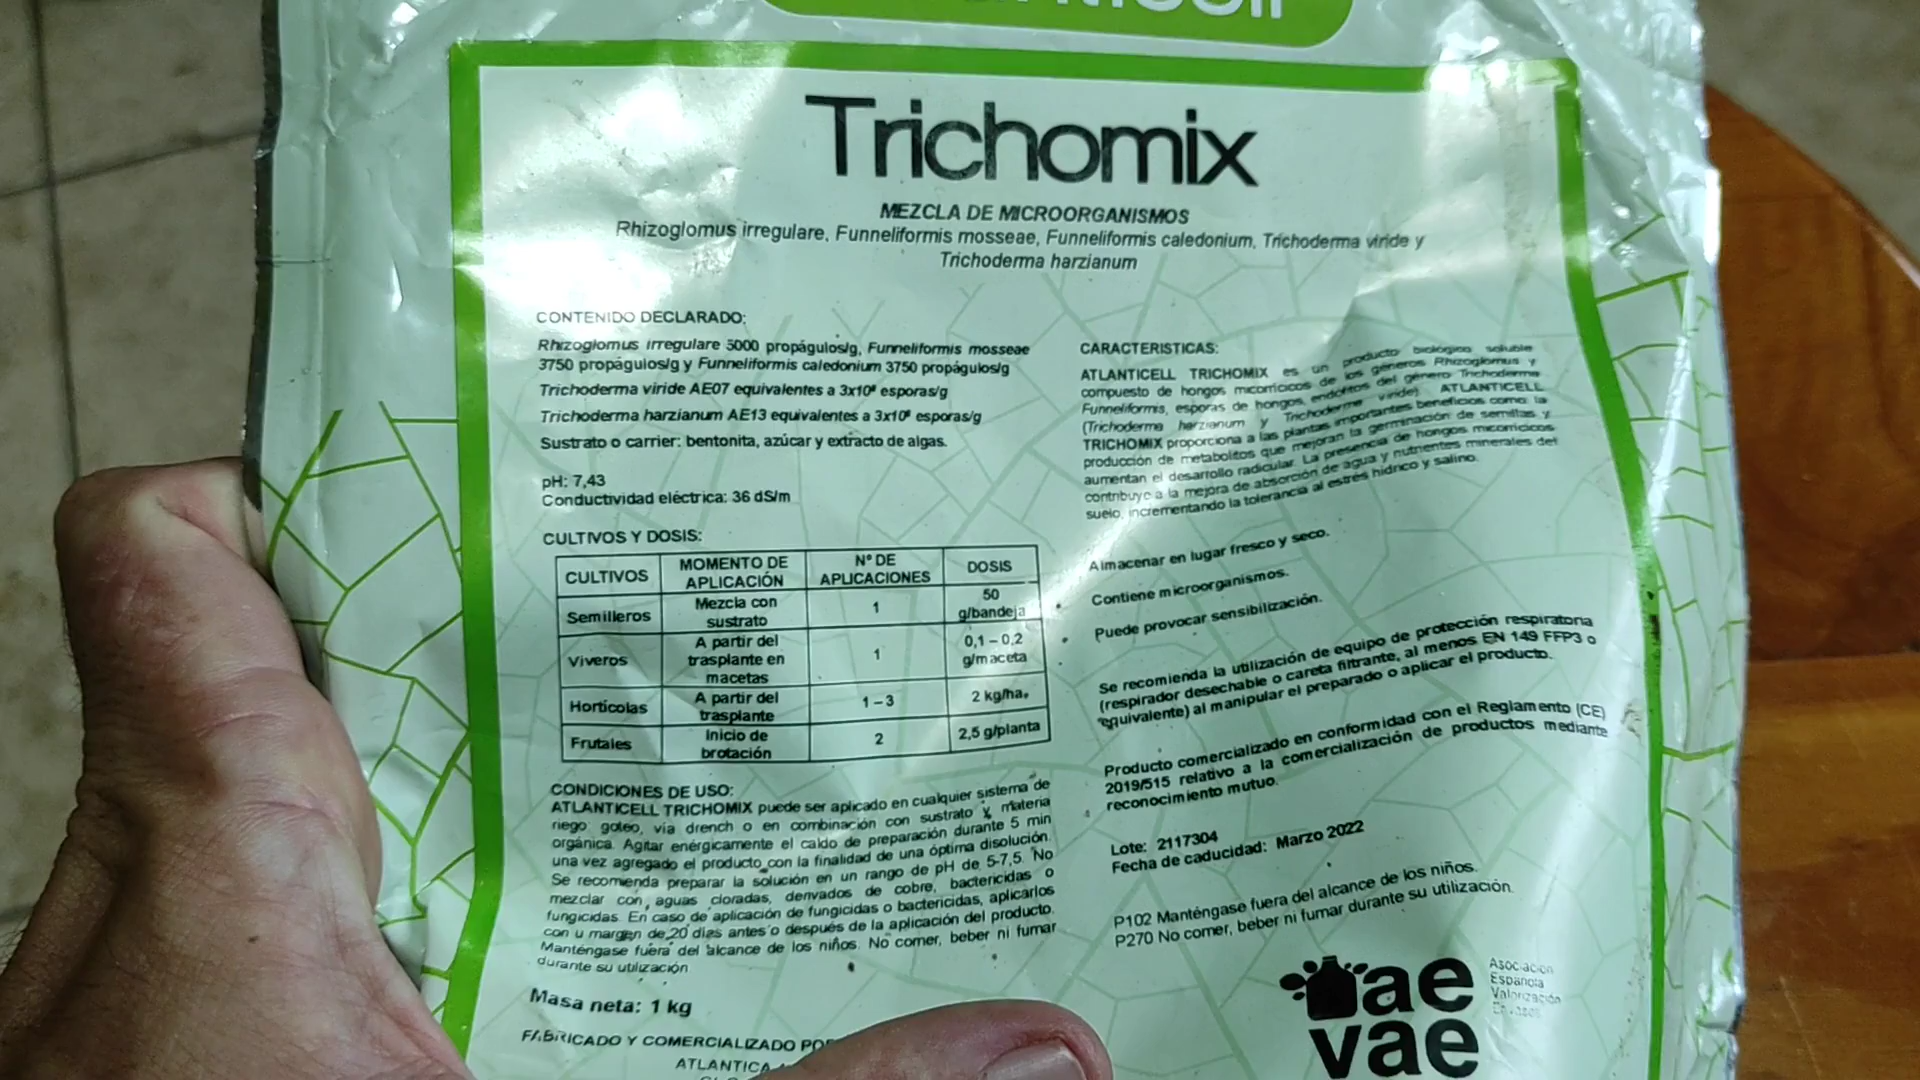 Trichomix
MEZCLA DE MICROORGANISMOS
Rhizoglomus irregulare, Funneliformis mosseae, Funneliformis caledonium, Trichoderma viride y
Trichoderma harzianum
CONTENIDO DECLARADO:
Rhizoglomus irregulare 5000 propágulos/g, Funneliformis mosseae
3750 propágulos/g y Funneliformis caledonium 3750 propágulos/g
Trichoderma viride AE07 equivalentes a 3x10⁸ esporas/g
Trichoderma harzianum AE13 equivalentes a 3x10⁸ esporas/g
Sustrato o carrier: bentonita, azúcar y extracto de algas.
pH: 7,43
Conductividad eléctrica: 36 dS/m
CULTIVOS Y DOSIS:
CULTIVOS MOMENTO DE APLICACIÓN Nº DE APLICACIONES DOSIS
Semilleros Mezcla con sustrato 1 50 g/bandeja
Viveros A partir del trasplante en macetas 1 0,1 – 0,2 g/maceta
Hortícolas A partir del trasplante 1 – 3 2 kg/ha.
Frutales Inicio de brotación 2 2,5 g/planta
CONDICIONES DE USO:
ATLANTICELL TRICHOMIX puede ser aplicado en cualquier sistema de
riego: goteo, vía drench o en combinación con sustrato y materia
orgánica. Agitar enérgicamente el caldo de preparación durante 5 min
una vez agregado el producto con la finalidad de una óptima disolución.
Se recomienda preparar la solución en un rango de pH de 5-7,5. No
mezclar con aguas cloradas, derivados de cobre, bactericidas o
fungicidas. En caso de aplicación de fungicidas o bactericidas, aplicarlos
con u margen de 20 días antes o después de la aplicación del producto.
Manténgase fuera del alcance de los niños. No comer, beber ni fumar
durante su utilización
Masa neta: 1 kg
FABRICADO Y COMERCIALIZADO
ATLANTICA
CARACTERISTICAS:
ATLANTICELL TRICHOMIX es un producto biológico soluble
compuesto de hongos micorrícicos de los géneros Rhizoglomus y
Funneliformis, esporas de hongos endófitos del género Trichoderma
(Trichoderma harzianum y Trichoderma viride). ATLANTICELL
TRICHOMIX proporciona a las plantas importantes beneficios como: la
producción de metabolitos que mejoran la germinación de semillas y
aumentan el desarrollo radicular. La presencia de hongos micorrícicos
contribuye a la mejora de absorción de agua y nutrientes minerales del
suelo, incrementando la tolerancia al estrés hídrico y salino.
Almacenar en lugar fresco y seco.
Contiene microorganismos.
Puede provocar sensibilización.
Se recomienda la utilización de equipo de protección respiratoria
(respirador desechable o careta filtrante, al menos EN 149 FFP3 o
equivalente) al manipular el preparado o aplicar el producto.
Producto comercializado en conformidad con el Reglamento (CE)
2019/515 relativo a la comercialización de productos mediante
reconocimiento mutuo.
Lote: 2117304
Fecha de caducidad: Marzo 2022
P102 Manténgase fuera del alcance de los niños.
P270 No comer, beber ni fumar durante su utilización.
ae
vae
Asociación
Española
Valorización